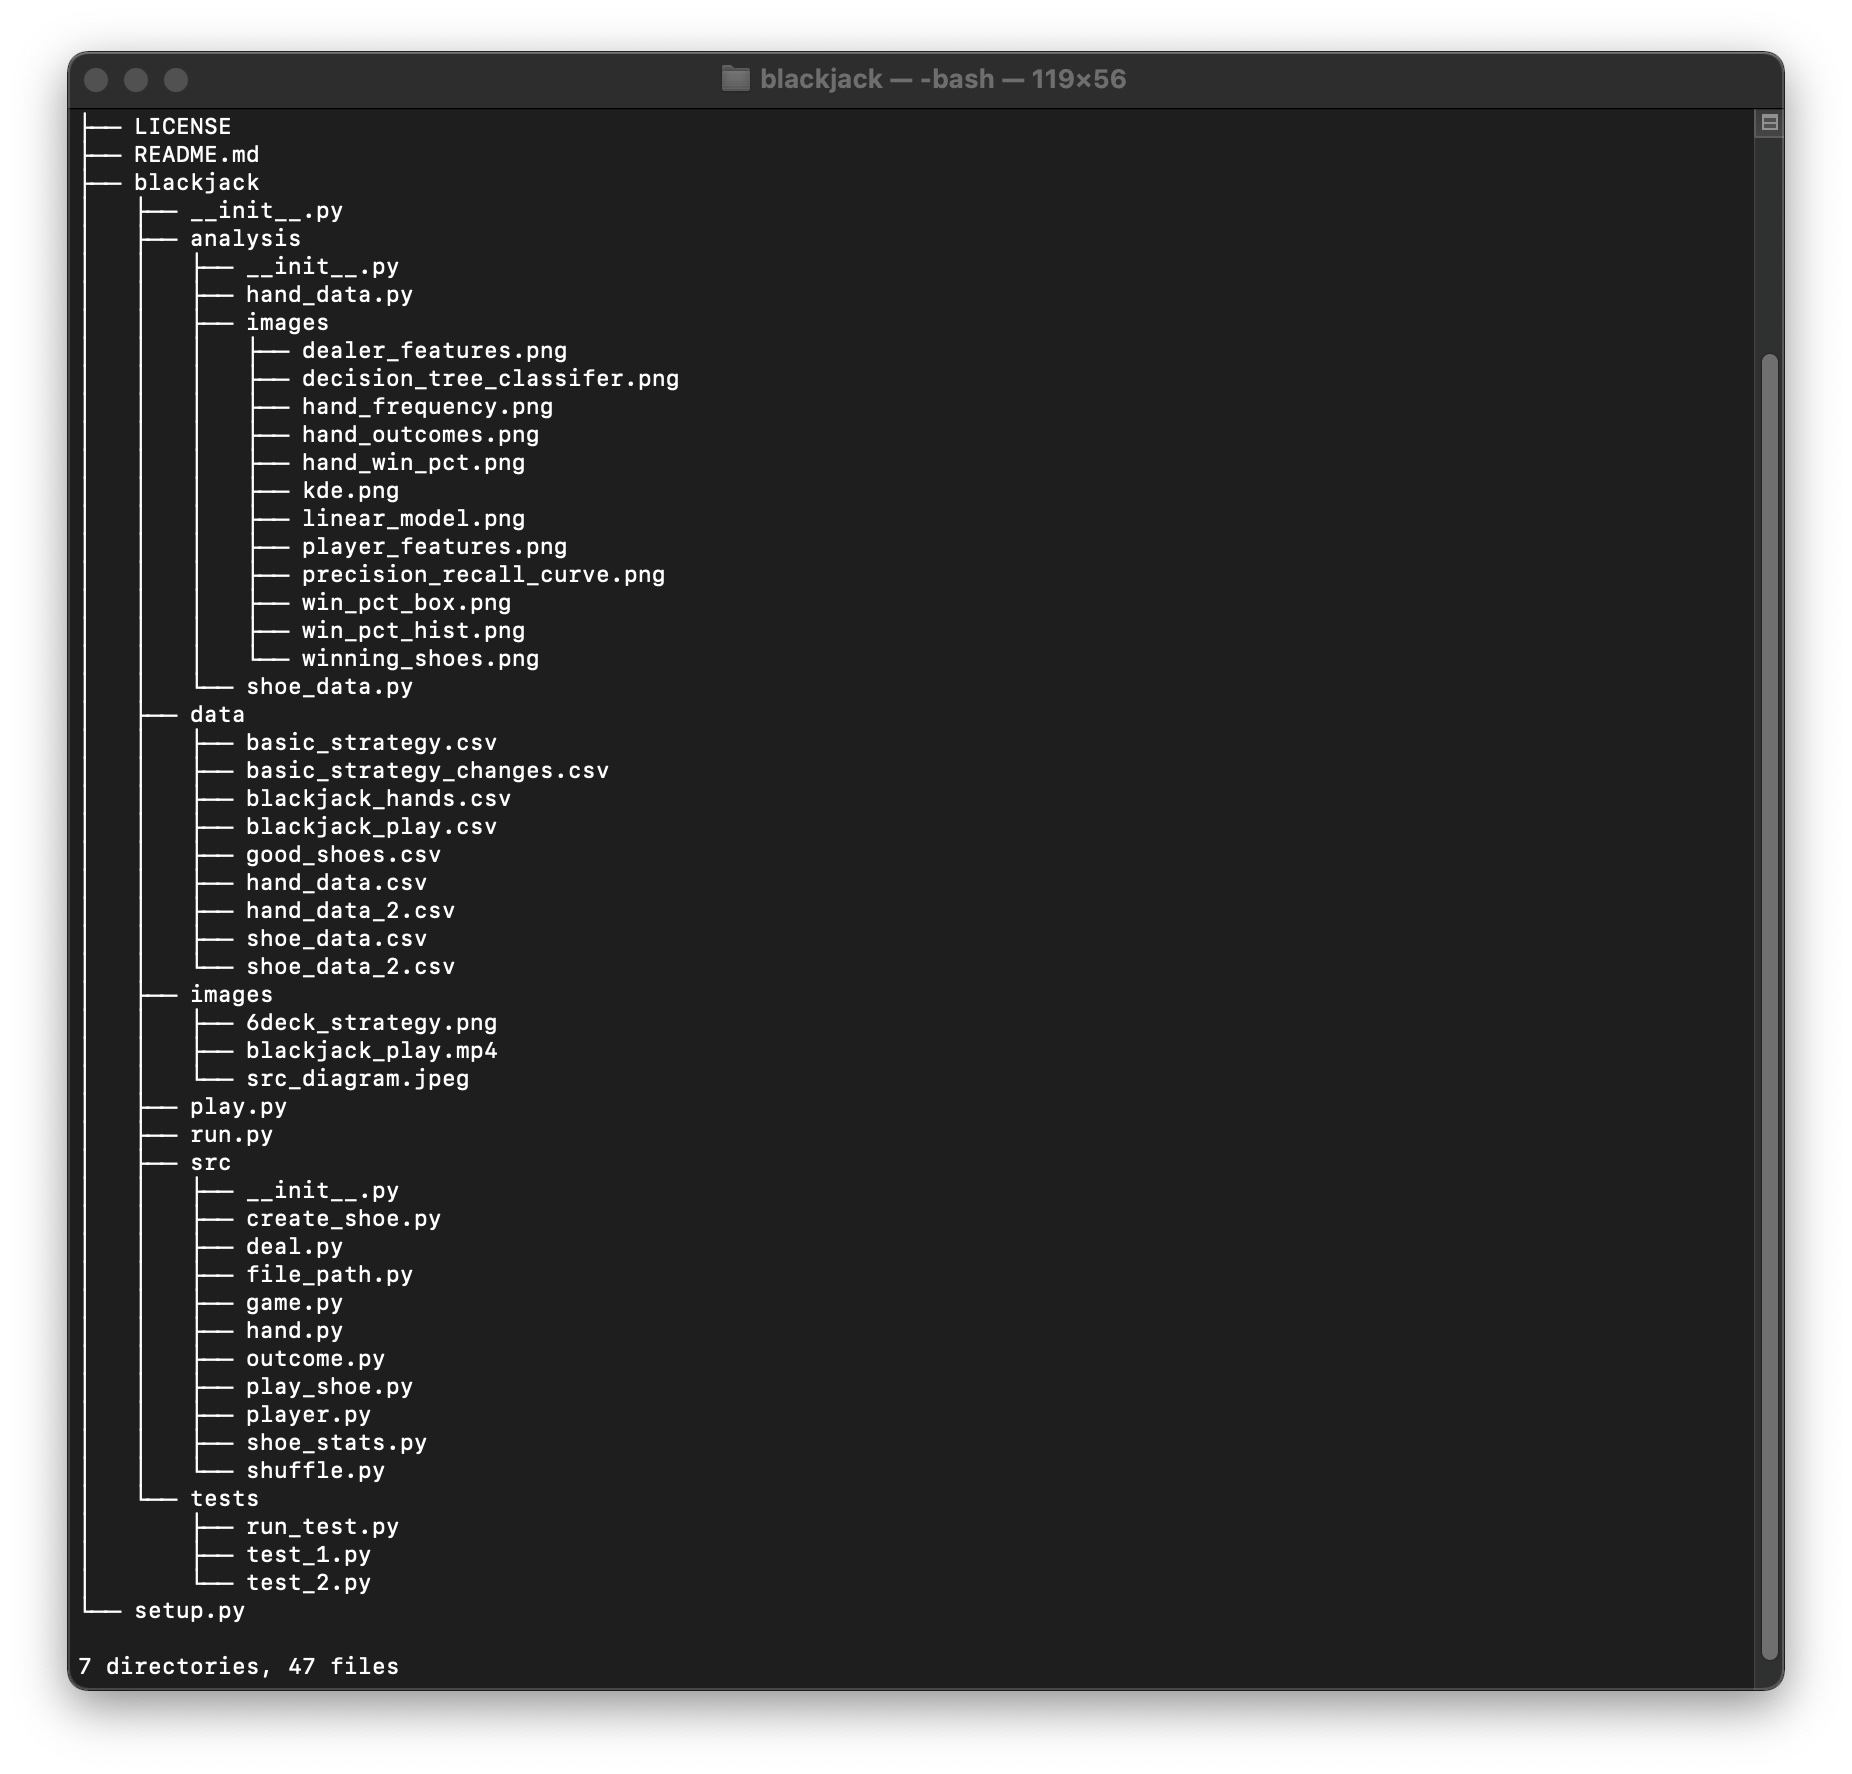 blackjack — -bash — 119×56
├── LICENSE
├── README.md
├── blackjack
│   ├── __init__.py
│   ├── analysis
│   │   ├── __init__.py
│   │   ├── hand_data.py
│   │   ├── images
│   │   │   ├── dealer_features.png
│   │   │   ├── decision_tree_classifer.png
│   │   │   ├── hand_frequency.png
│   │   │   ├── hand_outcomes.png
│   │   │   ├── hand_win_pct.png
│   │   │   ├── kde.png
│   │   │   ├── linear_model.png
│   │   │   ├── player_features.png
│   │   │   ├── precision_recall_curve.png
│   │   │   ├── win_pct_box.png
│   │   │   ├── win_pct_hist.png
│   │   │   └── winning_shoes.png
│   │   └── shoe_data.py
│   ├── data
│   │   ├── basic_strategy.csv
│   │   ├── basic_strategy_changes.csv
│   │   ├── blackjack_hands.csv
│   │   ├── blackjack_play.csv
│   │   ├── good_shoes.csv
│   │   ├── hand_data.csv
│   │   ├── hand_data_2.csv
│   │   ├── shoe_data.csv
│   │   └── shoe_data_2.csv
│   ├── images
│   │   ├── 6deck_strategy.png
│   │   ├── blackjack_play.mp4
│   │   └── src_diagram.jpeg
│   ├── play.py
│   ├── run.py
│   ├── src
│   │   ├── __init__.py
│   │   ├── create_shoe.py
│   │   ├── deal.py
│   │   ├── file_path.py
│   │   ├── game.py
│   │   ├── hand.py
│   │   ├── outcome.py
│   │   ├── play_shoe.py
│   │   ├── player.py
│   │   ├── shoe_stats.py
│   │   └── shuffle.py
│   └── tests
│       ├── run_test.py
│       ├── test_1.py
│       └── test_2.py
└── setup.py
7 directories, 47 files